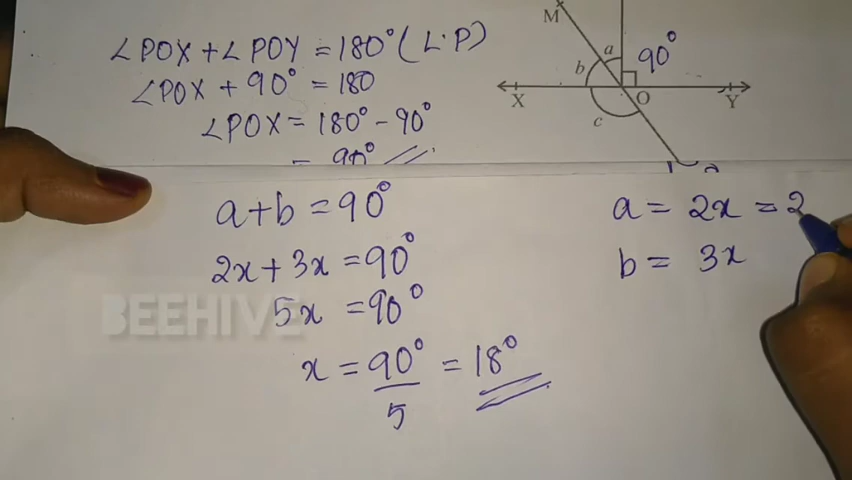 ∠POX + ∠POY = 180° (L.P)
∠POX + 90° = 180
∠POX = 180° - 90°
= 90°
M
a
90°
b
X
O
Y
c
a + b = 90°
2x + 3x = 90°
5x = 90°
x = 90°/5 = 18°
a = 2x = 2
b = 3x
BEEHIVE